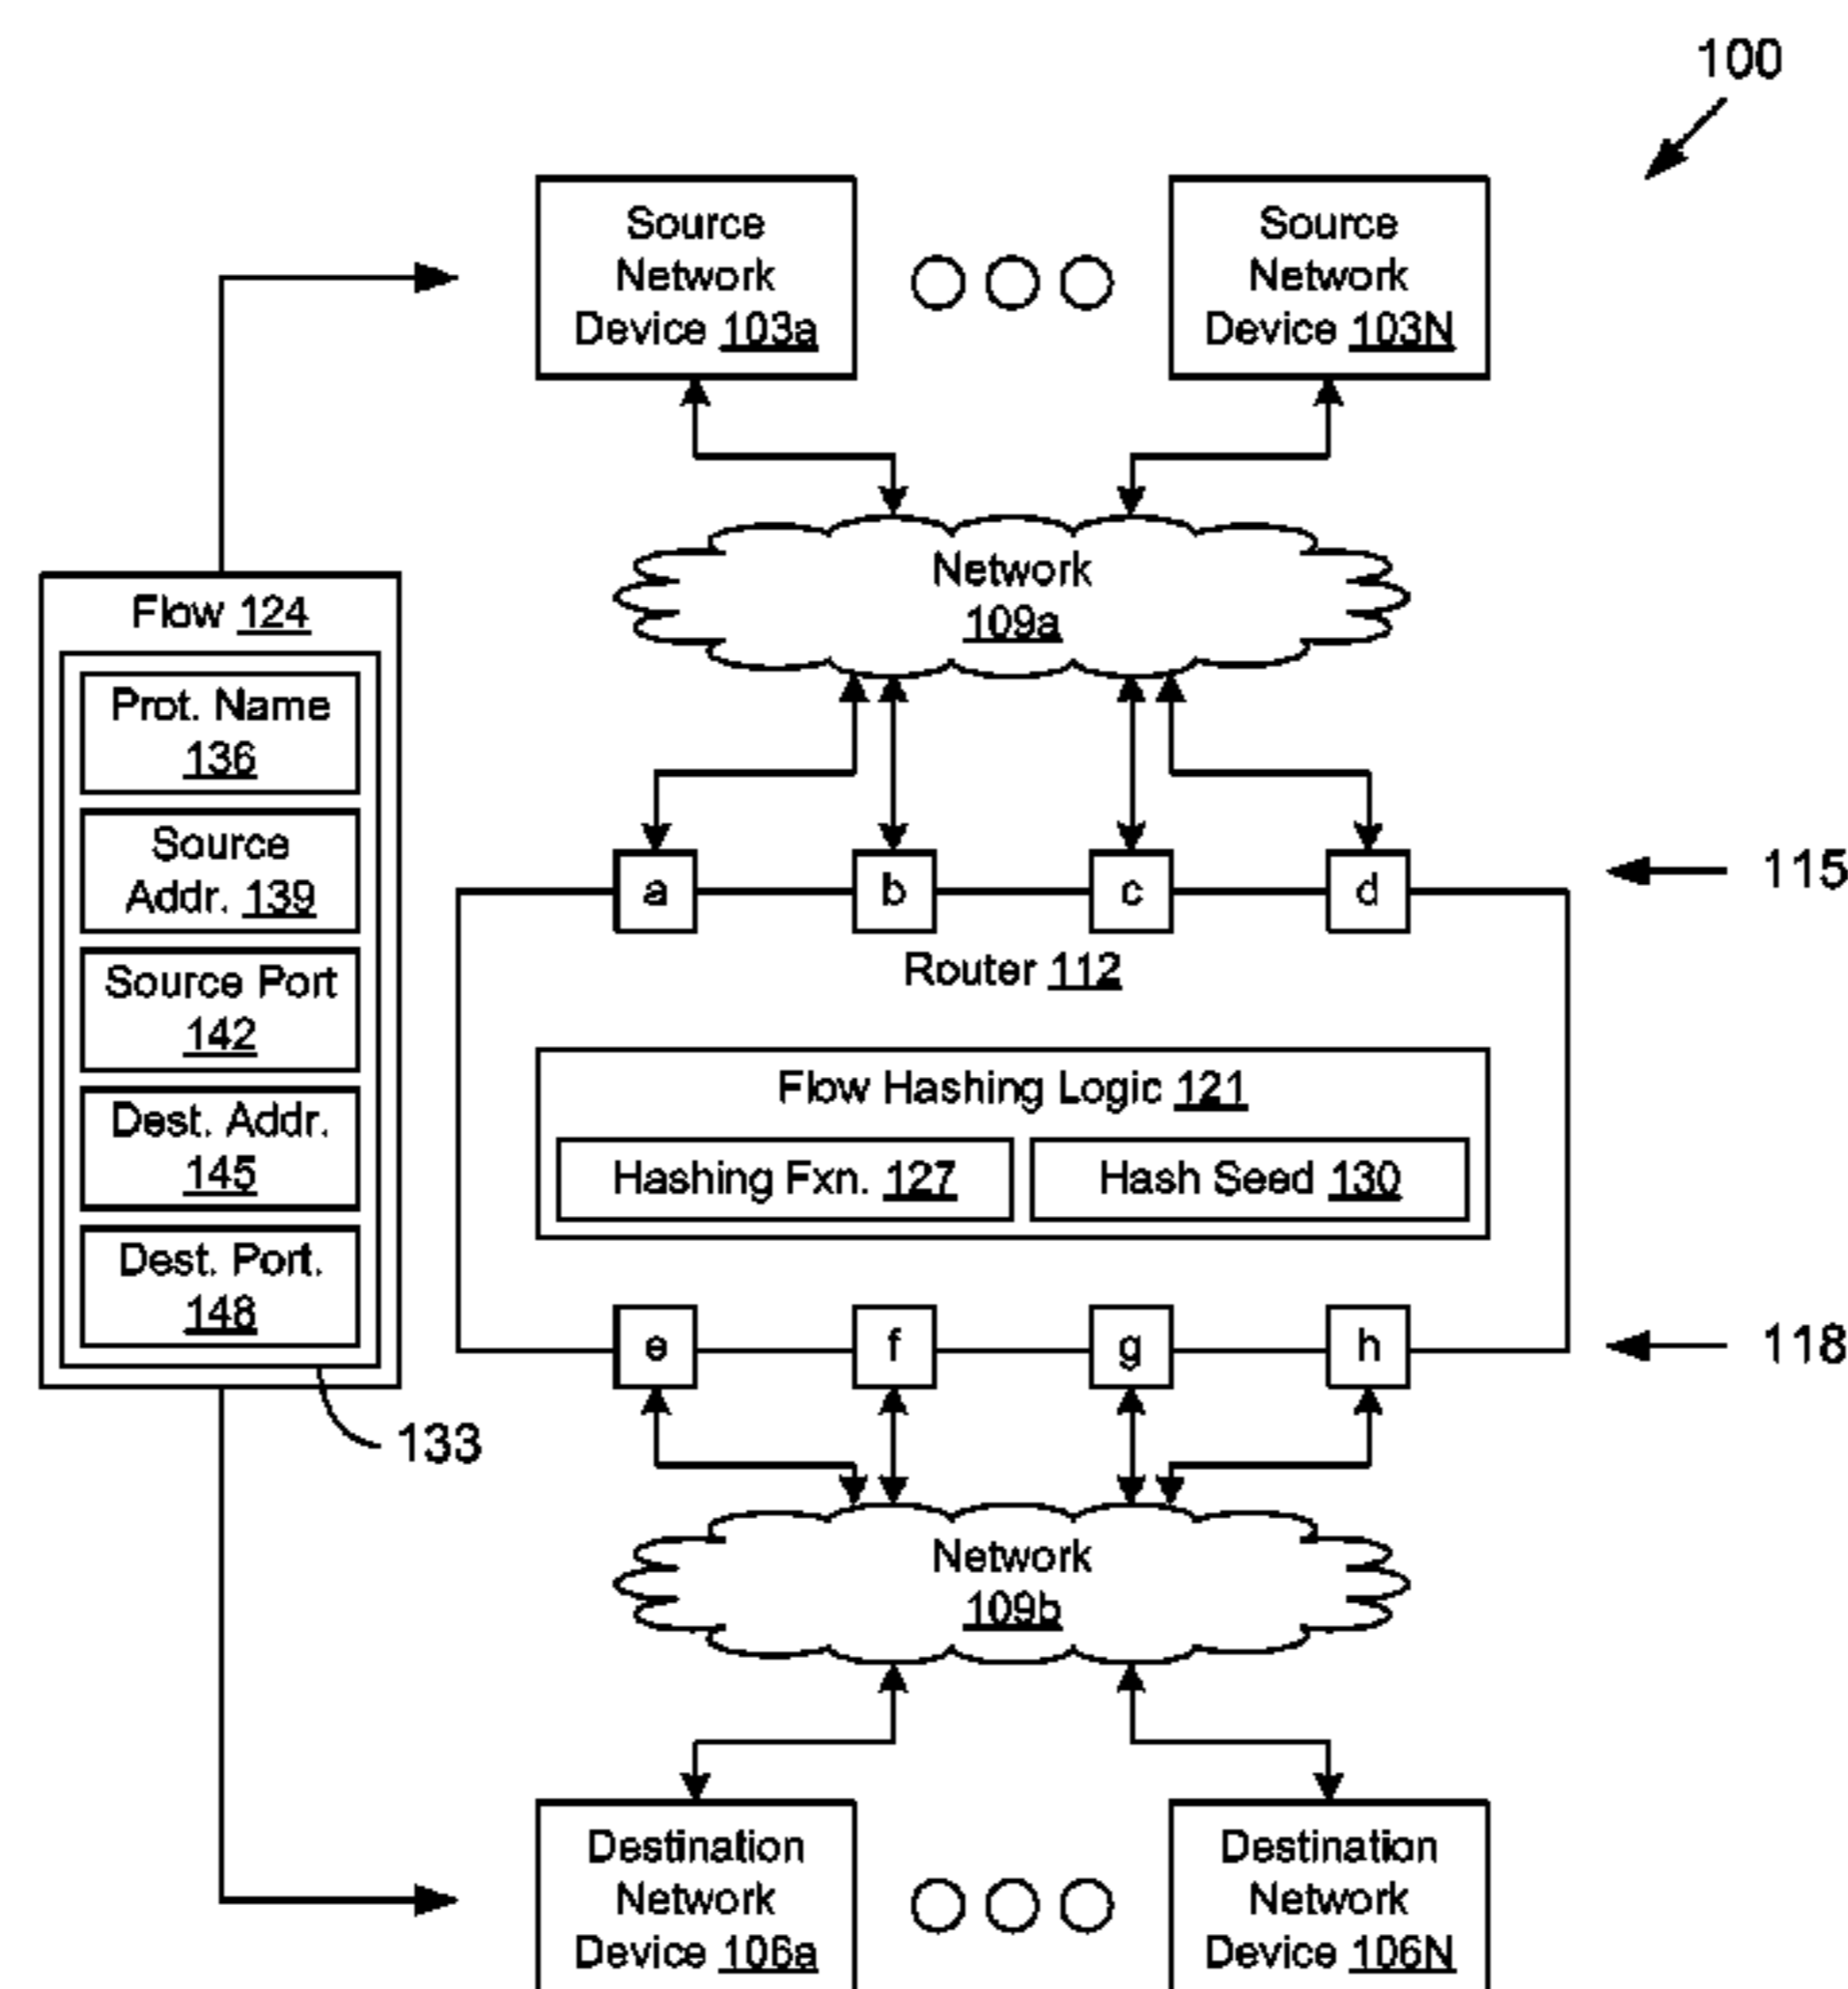 100
Source
Network
Device 103a
Source
Network
Device 103N
Network
109a
Flow 124
Prot. Name
136
Source
Addr. 139
Source Port
142
Dest. Addr.
145
Dest. Port.
148
133
a
b
c
d
115
Router 112
Flow Hashing Logic 121
Hashing Fxn. 127
Hash Seed 130
e
f
g
h
118
Network
109b
Destination
Network
Device 106a
Destination
Network
Device 106N